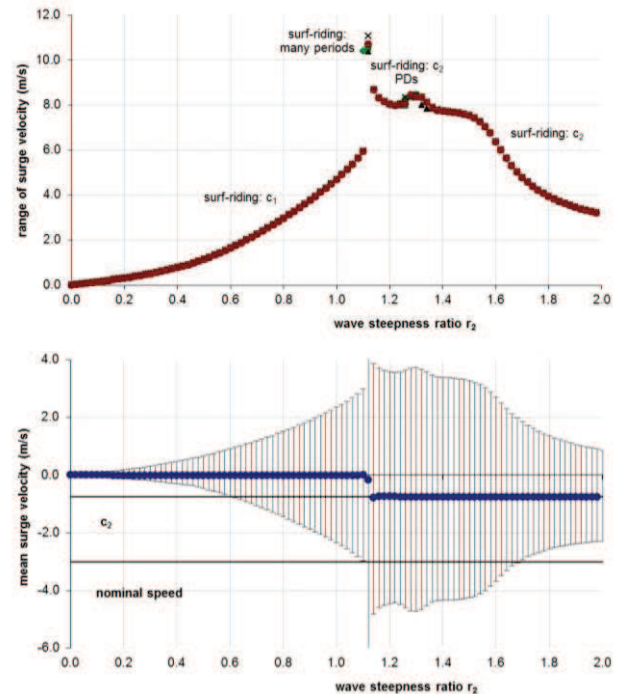 12.0
10.0
8.0
6.0
4.0
2.0
0.0
range of surge velocity (m/s)
surf-riding:
many periods
surf-riding: c2
PDs
surf-riding: c2
surf-riding: c1
0.0 0.2 0.4 0.6 0.8 1.0 1.2 1.4 1.6 1.8 2.0
wave steepness ratio r2
4.0
2.0
0.0
-2.0
-4.0
-6.0
mean surge velocity (m/s)
c2
nominal speed
0.0 0.2 0.4 0.6 0.8 1.0 1.2 1.4 1.6 1.8 2.0
wave steepness ratio r2